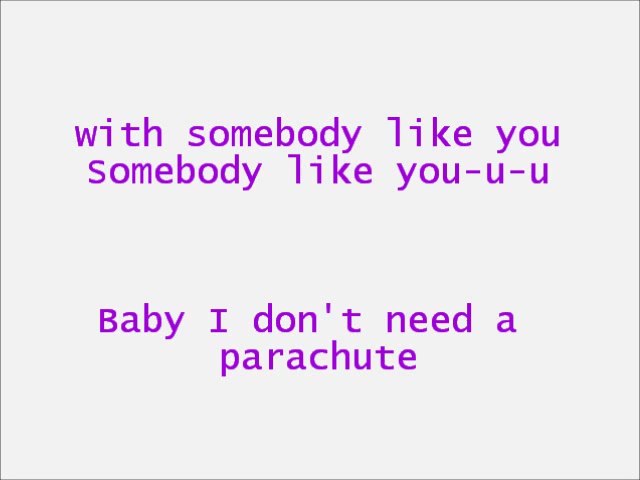 with somebody like you
Somebody like you-u-u
Baby I don't need a
parachute